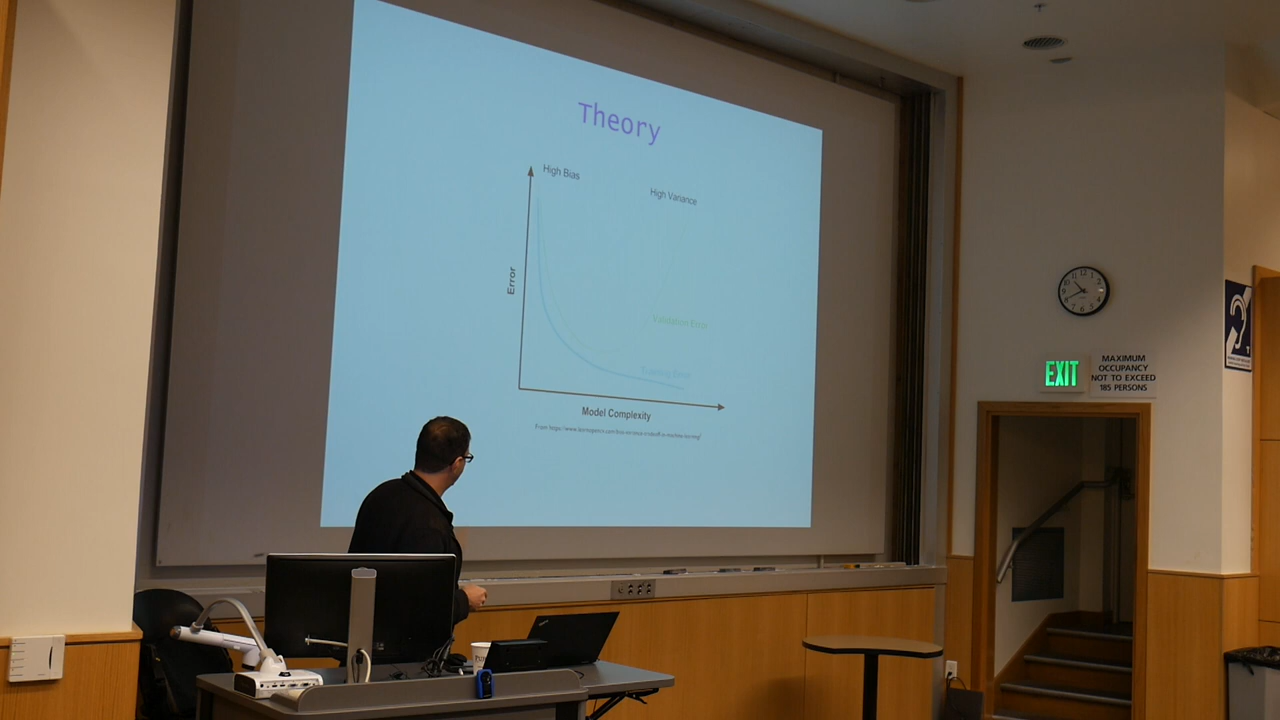 Theory
High Bias
High Variance
Error
Validation Error
Training Error
Model Complexity
EXIT
MAXIMUM
OCCUPANCY
NOT TO EXCEED
185 PERSONS